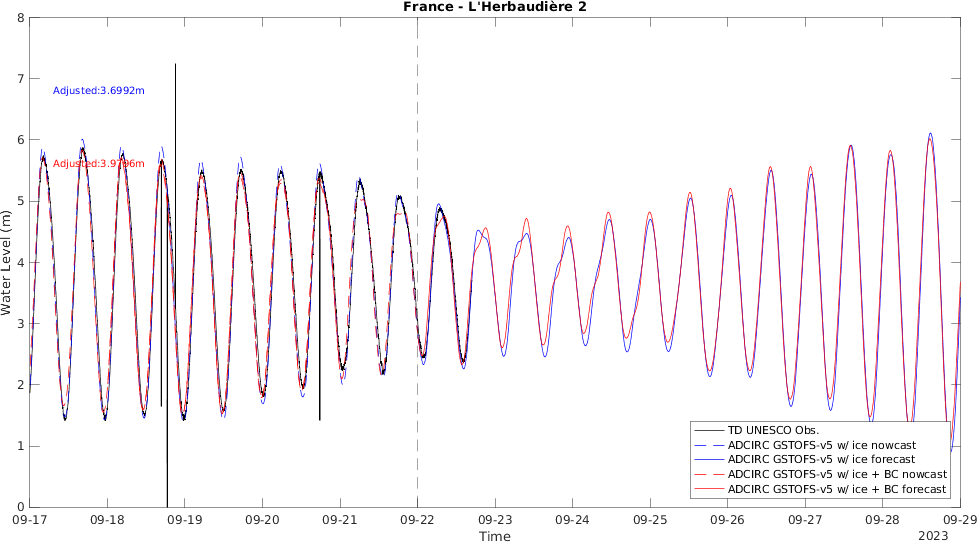 France - L'Herbaudière 2
8
7
6
5
4
3
2
1
0
Water Level (m)
Adjusted:3.6992m
Adjusted:3.9796m
TD UNESCO Obs.
ADCIRC GSTOFS-v5 w/ ice nowcast
ADCIRC GSTOFS-v5 w/ ice forecast
ADCIRC GSTOFS-v5 w/ ice + BC nowcast
ADCIRC GSTOFS-v5 w/ ice + BC forecast
09-17 09-18 09-19 09-20 09-21 09-22 09-23 09-24 09-25 09-26 09-27 09-28 09-29
Time
2023